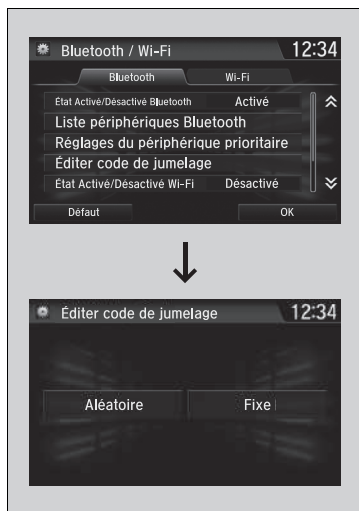 Bluetooth / Wi-Fi 12:34
Bluetooth Wi-Fi
État Activé/Désactivé Bluetooth Activé
Liste périphériques Bluetooth
Réglages du périphérique prioritaire
Éditer code de jumelage
État Activé/Désactivé Wi-Fi Désactivé
Défaut OK
Éditer code de jumelage 12:34
Aléatoire Fixe